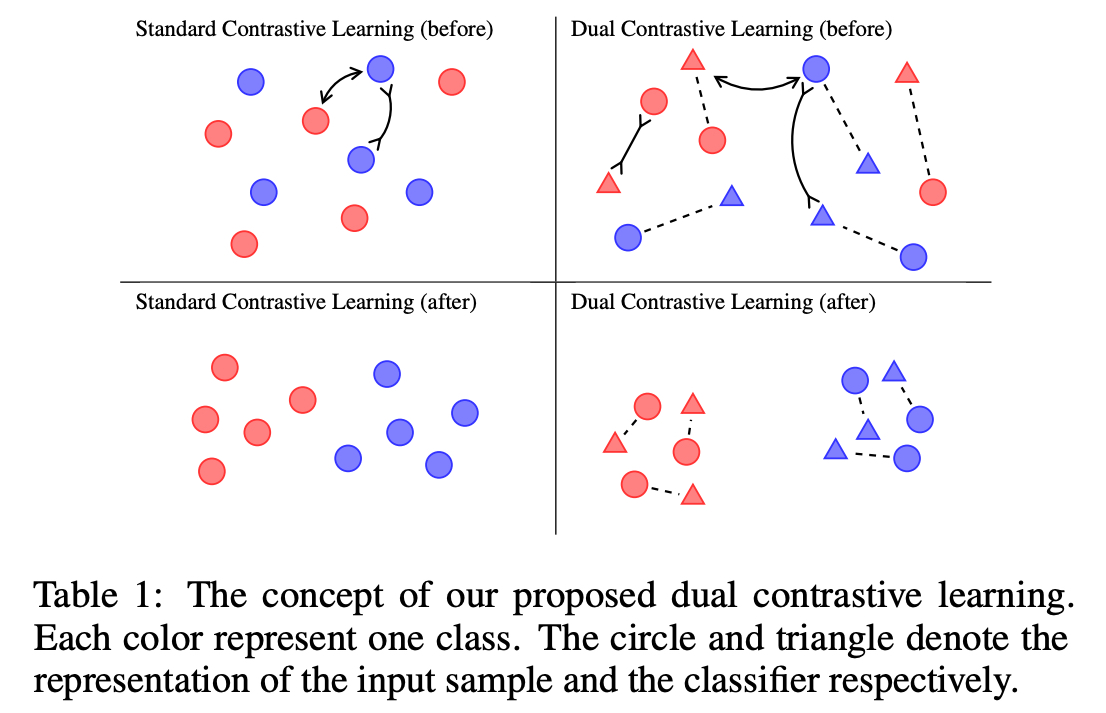 Standard Contrastive Learning (before)
Dual Contrastive Learning (before)
Standard Contrastive Learning (after)
Dual Contrastive Learning (after)
Table 1: The concept of our proposed dual contrastive learning.
Each color represent one class. The circle and triangle denote the
representation of the input sample and the classifier respectively.